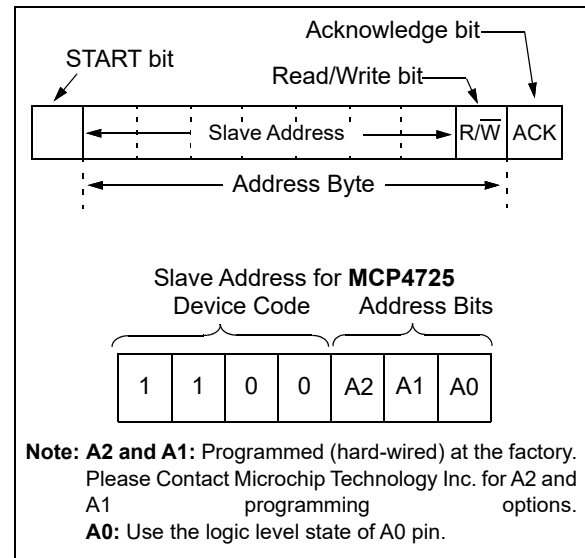 Acknowledge bit
START bit
Read/Write bit
Slave Address R/W̅ ACK
Address Byte
Slave Address for MCP4725
Device Code Address Bits
1 1 0 0 A2 A1 A0
Note: A2 and A1: Programmed (hard-wired) at the factory.
Please Contact Microchip Technology Inc. for A2 and
A1 programming options.
A0: Use the logic level state of A0 pin.